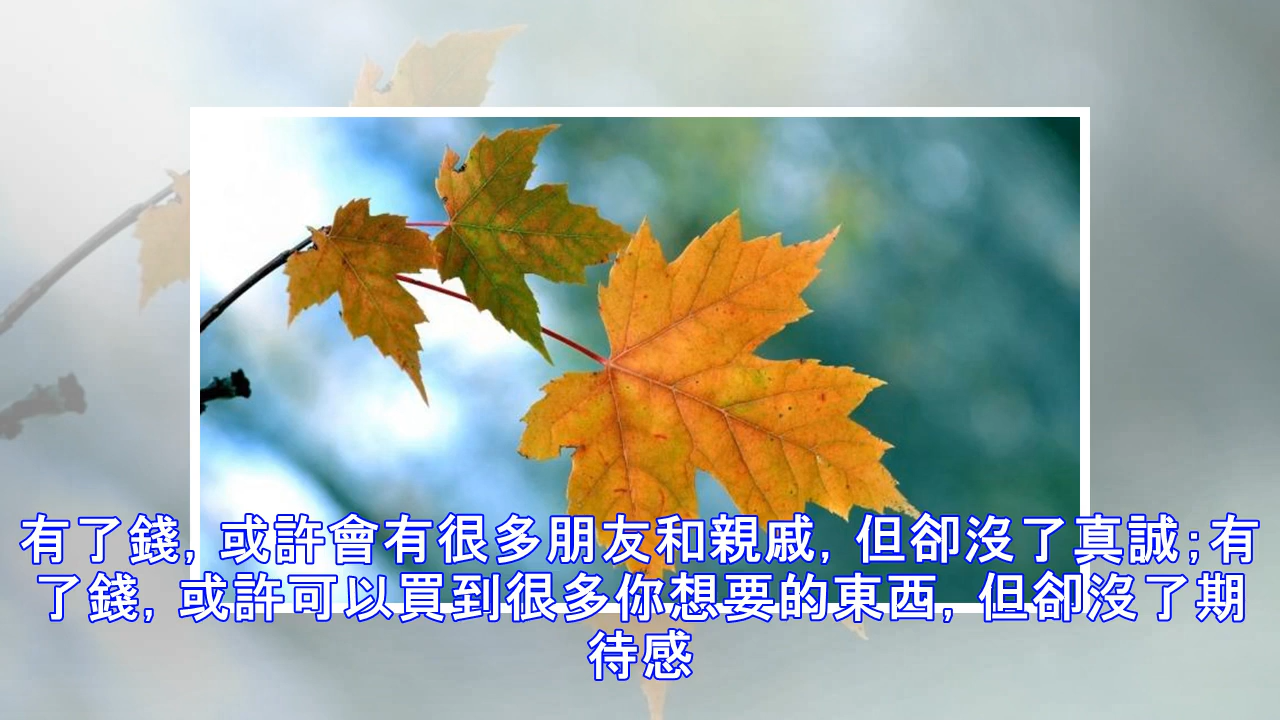 有了錢, 或許會有很多朋友和親戚, 但卻沒了真誠;有
了錢, 或許可以買到很多你想要的東西, 但卻沒了期
待感